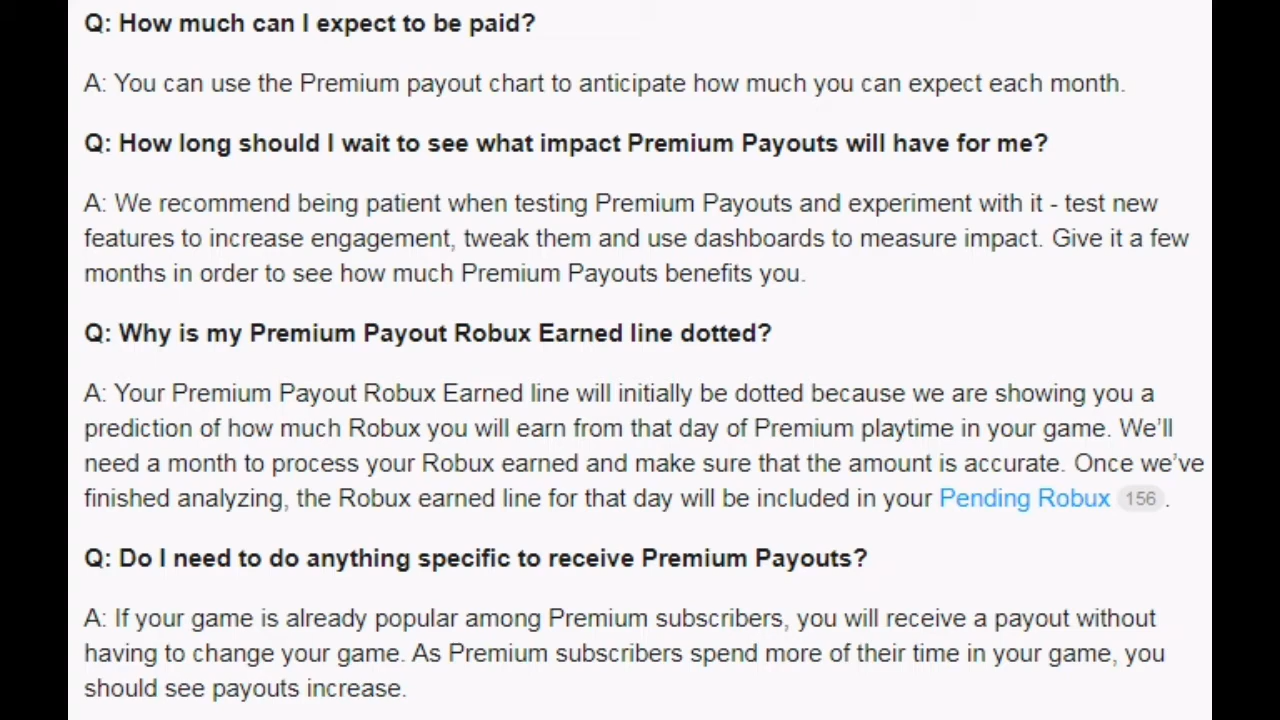 Q: How much can I expect to be paid?
A: You can use the Premium payout chart to anticipate how much you can expect each month.
Q: How long should I wait to see what impact Premium Payouts will have for me?
A: We recommend being patient when testing Premium Payouts and experiment with it - test new
features to increase engagement, tweak them and use dashboards to measure impact. Give it a few
months in order to see how much Premium Payouts benefits you.
Q: Why is my Premium Payout Robux Earned line dotted?
A: Your Premium Payout Robux Earned line will initially be dotted because we are showing you a
prediction of how much Robux you will earn from that day of Premium playtime in your game. We’ll
need a month to process your Robux earned and make sure that the amount is accurate. Once we’ve
finished analyzing, the Robux earned line for that day will be included in your Pending Robux 156.
Q: Do I need to do anything specific to receive Premium Payouts?
A: If your game is already popular among Premium subscribers, you will receive a payout without
having to change your game. As Premium subscribers spend more of their time in your game, you
should see payouts increase.